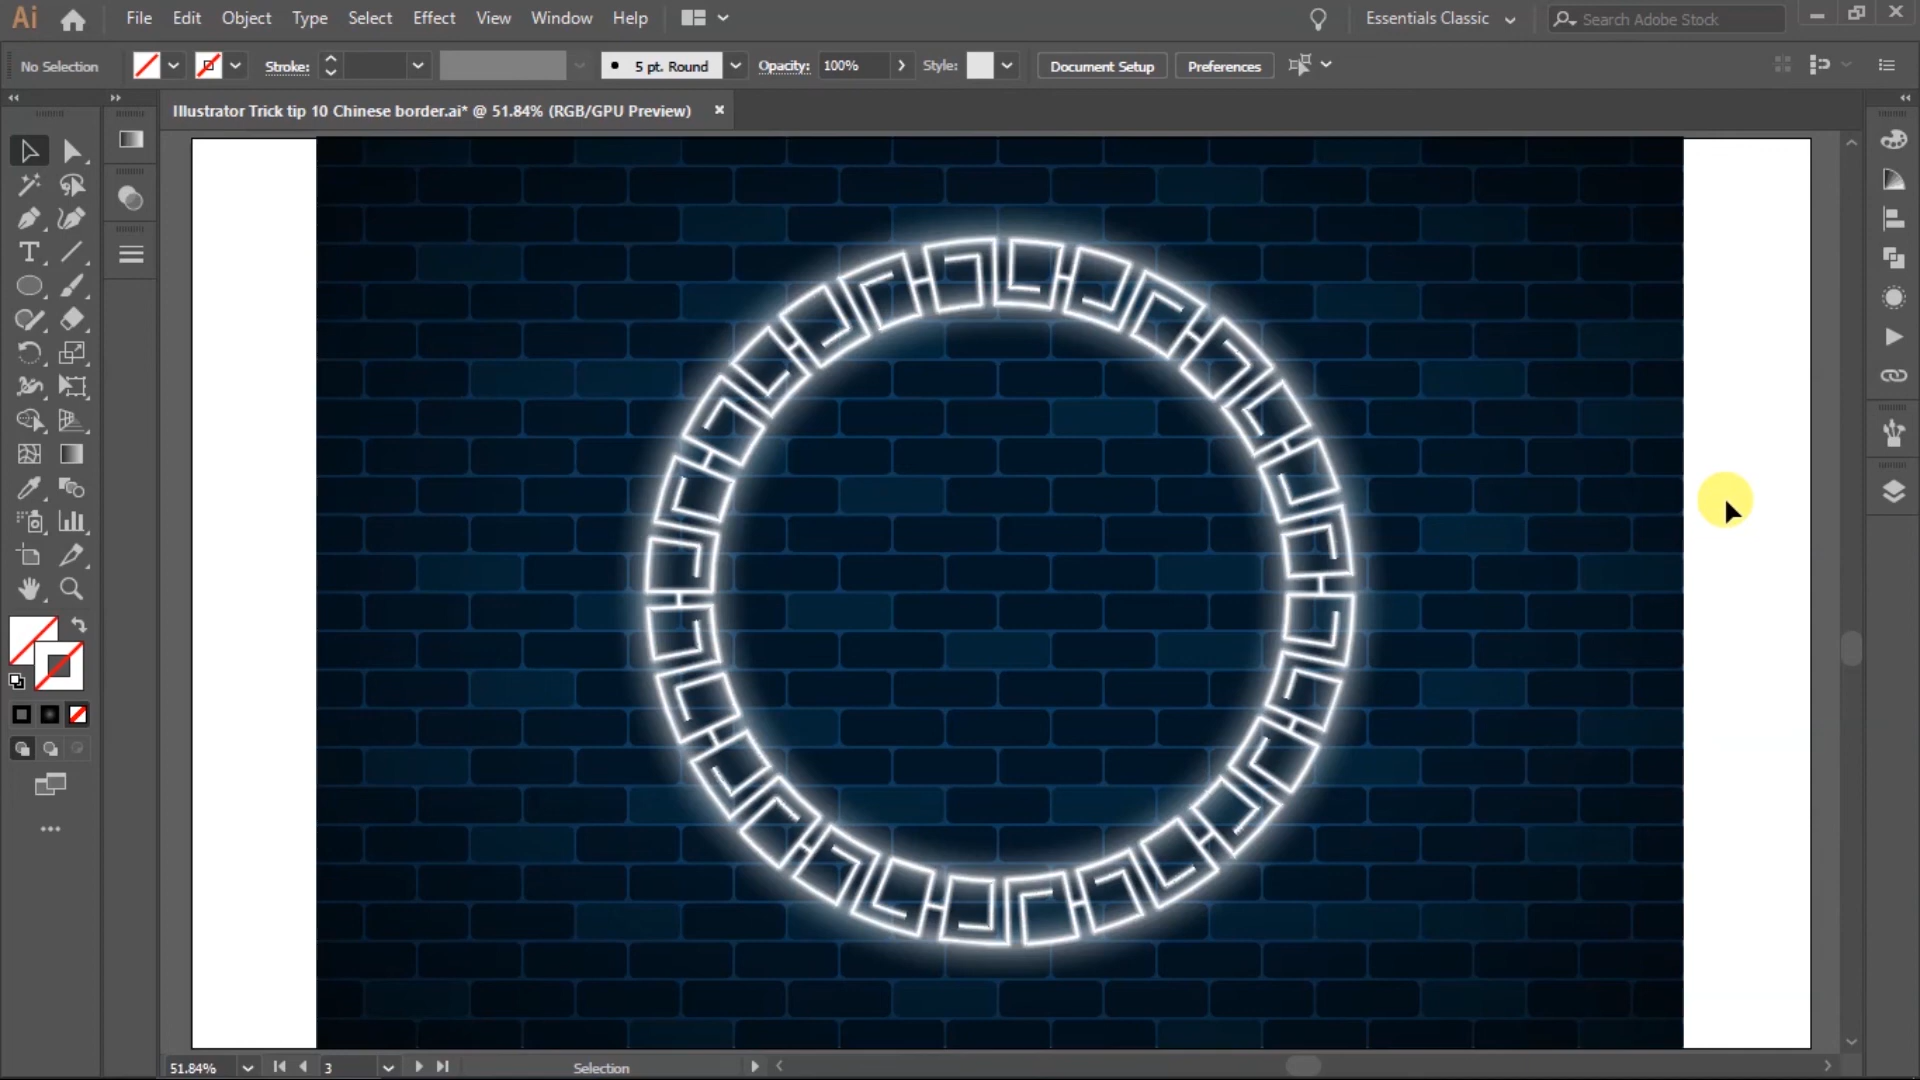 Ai File Edit Object Type Select Effect View Window Help Essentials Classic Search Adobe Stock
No Selection Stroke: 5 pt. Round Opacity: 100% Style: Document Setup Preferences
Illustrator Trick tip 10 Chinese border.ai* @ 51.84% (RGB/GPU Preview)
51.84% 3 Selection